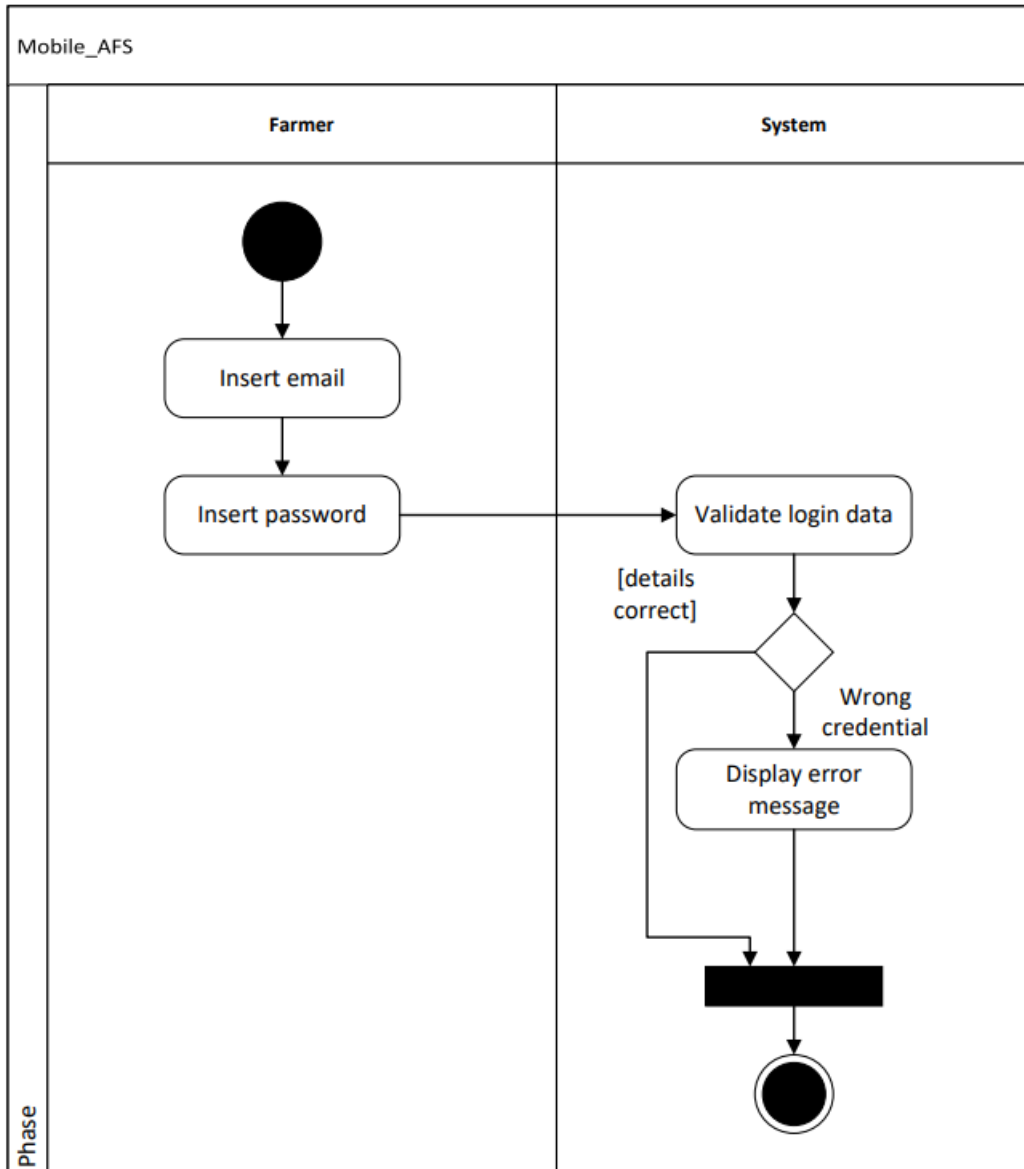 Mobile_AFS
Farmer
System
Insert email
Insert password
Validate login data
[details
correct]
Wrong
credential
Display error
message
Phase